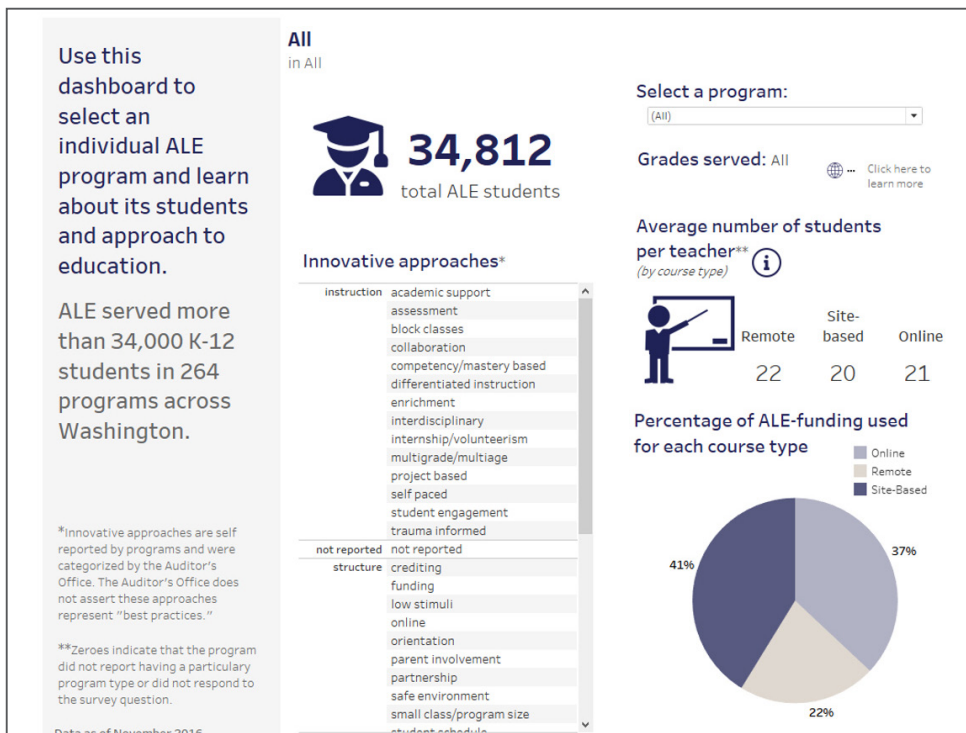 Use this
dashboard to
select an
individual ALE
program and learn
about its students
and approach to
education.
ALE served more
than 34,000 K-12
students in 264
programs across
Washington.
*Innovative approaches are self
reported by programs and were
categorized by the Auditor's
Office. The Auditor's Office does
not assert these approaches
represent "best practices."
**Zeroes indicate that the program
did not report having a particulary
program type or did not respond to
the survey question.
Data as of November 2016
All
in All
34,812
total ALE students
Innovative approaches*
instruction academic support
assessment
block classes
collaboration
competency/mastery based
differentiated instruction
enrichment
interdisciplinary
internship/volunteerism
multigrade/multiage
project based
self paced
student engagement
trauma informed
not reported not reported
structure crediting
funding
low stimuli
online
orientation
parent involvement
partnership
safe environment
small class/program size
student schedule
Select a program:
(All)
Grades served: All
Click here to
learn more
Average number of students
per teacher**
(by course type)
Remote Site-based Online
22 20 21
Percentage of ALE-funding used
for each course type
Online
Remote
Site-Based
41%
37%
22%